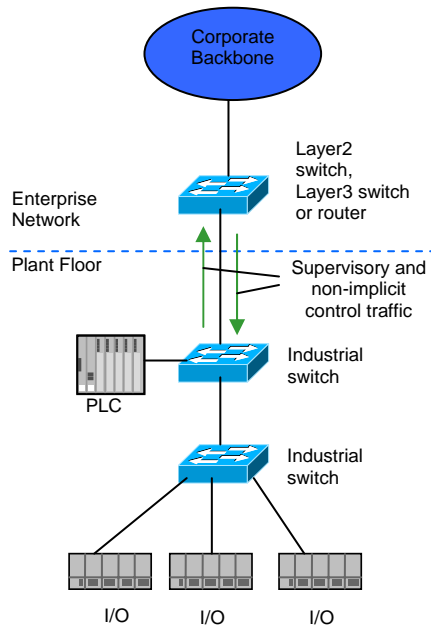 Corporate
Backbone
Layer2
switch,
Layer3 switch
or router
Enterprise
Network
Plant Floor
Supervisory and
non-implicit
control traffic
Industrial
switch
PLC
Industrial
switch
I/O
I/O
I/O